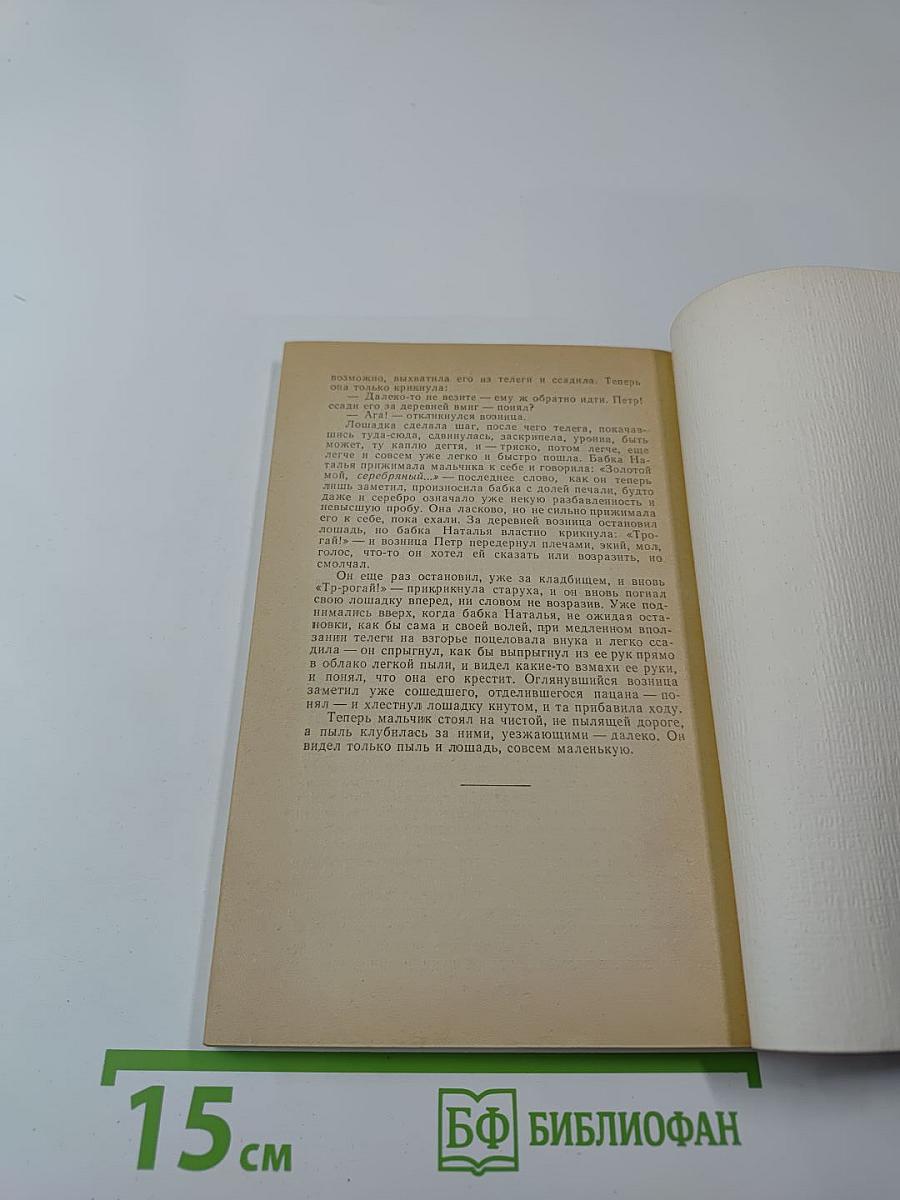 возможно, выхватила его из телеги и ссадила. Теперь
она только крикнула:
— Далеко-то не везите — ему ж обратно идти. Петр!
ссади его за деревней вмиг — понял?
— Ага! — откликнулся возница.
Лошадка сделала шаг, после чего телега, покачав-
шись туда-сюда, сдвинулась, заскрипела, уронив, быть
может, ту каплю дегтя, и — тряско, потом легче, еще
легче и совсем уже легко и быстро пошла. Бабка На-
талья прижимала мальчика к себе и говорила: «Золотой
мой, серебряный...» — последнее слово, как он теперь
лишь заметил, произносила бабка с долей печали, будто
даже и серебро означало уже некую разбавленность и
невысшую пробу. Она ласково, но не сильно прижимала
его к себе, пока ехали. За деревней возница остановил
лошадь, но бабка Наталья властно крикнула: «Тро-
гай!» — и возница Петр передернул плечами, экий, мол,
голос, что-то он хотел ей сказать или возразить, но
смолчал.
Он еще раз остановил, уже за кладбищем, и вновь
«Тр-рогай!» — прикрикнула старуха, и он вновь погнал
свою лошадку вперед, ни словом не возразив. Уже под-
нимались вверх, когда бабка Наталья, не ожидая оста-
новки, как бы сама и своей волей, при медленном впол-
зании телеги на взгорье поцеловала внука и легко сса-
дила — он спрыгнул, как бы выпрыгнул из ее рук прямо
в облако легкой пыли, и видел какие-то взмахи ее руки,
и понял, что она его крестит. Оглянувшийся возница
заметил уже сошедшего, отделившегося пацана — по-
нял — и хлестнул лошадку кнутом, и та прибавила ходу.
Теперь мальчик стоял на чистой, не пылящей дороге,
а пыль клубилась за ними, уезжающими — далеко. Он
видел только пыль и лошадь, совсем маленькую.
15 см
БФ БИБЛИОФАН